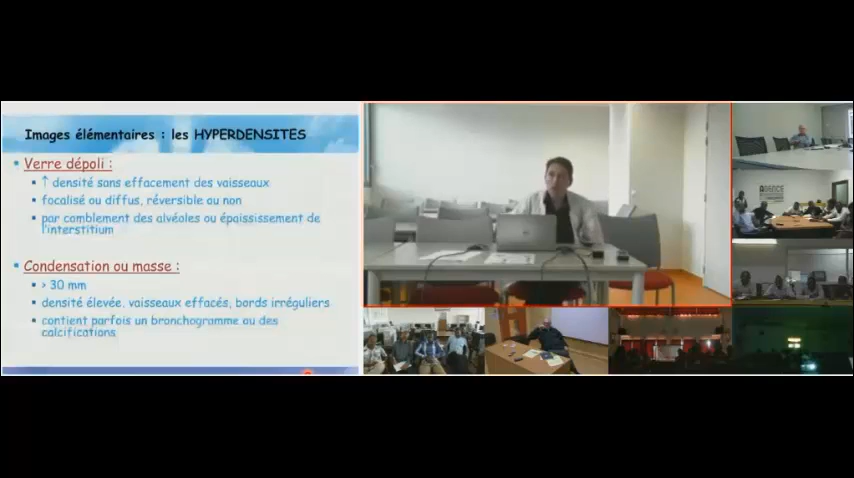 Images élémentaires : les HYPERDENSITES
• Verre dépoli :
▪ ↑ densité sans effacement des vaisseaux
▪ focalisé ou diffus, réversible ou non
▪ par comblement des alvéoles ou épaississement de
l'interstitium
• Condensation ou masse :
▪ > 30 mm
▪ densité élevée, vaisseaux effacés, bords irréguliers
▪ contient parfois un bronchogramme ou des
calcifications
AGENCE